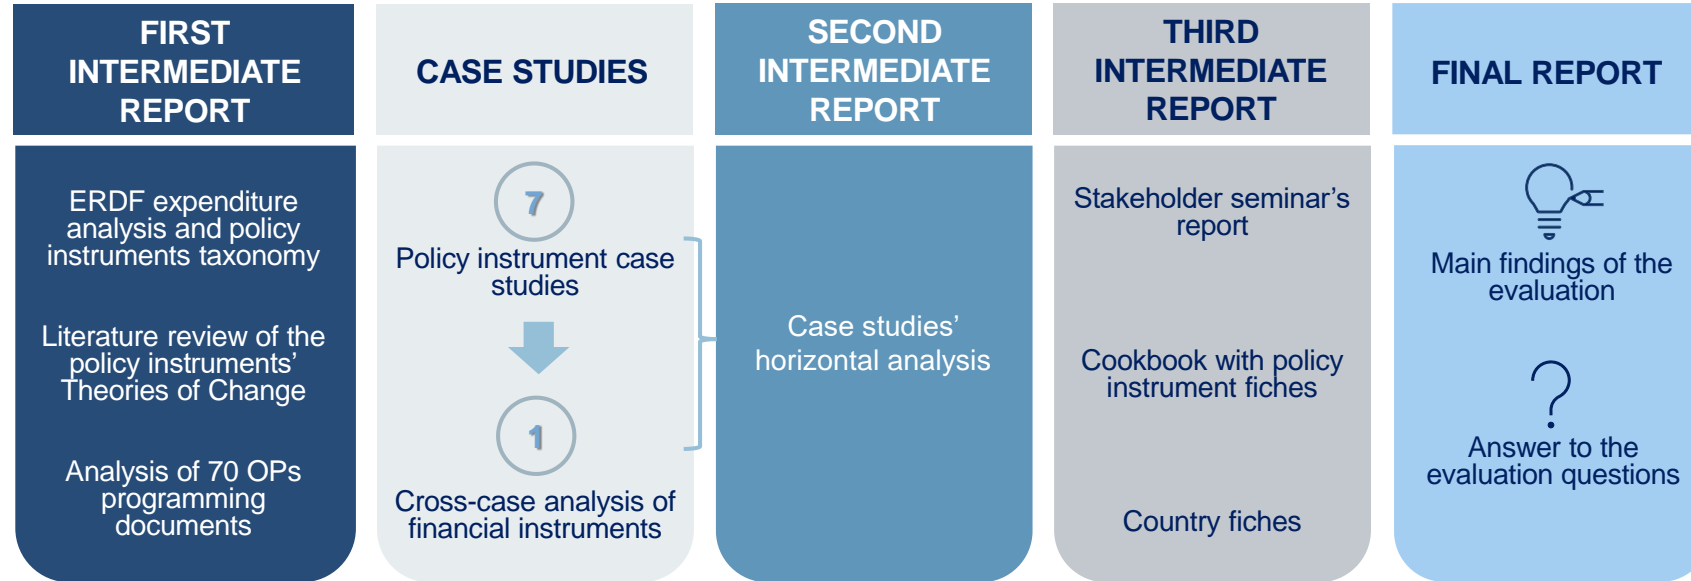 FIRST
INTERMEDIATE
REPORT
ERDF expenditure
analysis and policy
instruments taxonomy
Literature review of the
policy instruments’
Theories of Change
Analysis of 70 OPs
programming
documents
CASE STUDIES
7
Policy instrument case
studies
1
Cross-case analysis of
financial instruments
SECOND
INTERMEDIATE
REPORT
Case studies’
horizontal analysis
THIRD
INTERMEDIATE
REPORT
Stakeholder seminar’s
report
Cookbook with policy
instrument fiches
Country fiches
FINAL REPORT
Main findings of the
evaluation
?
Answer to the
evaluation questions